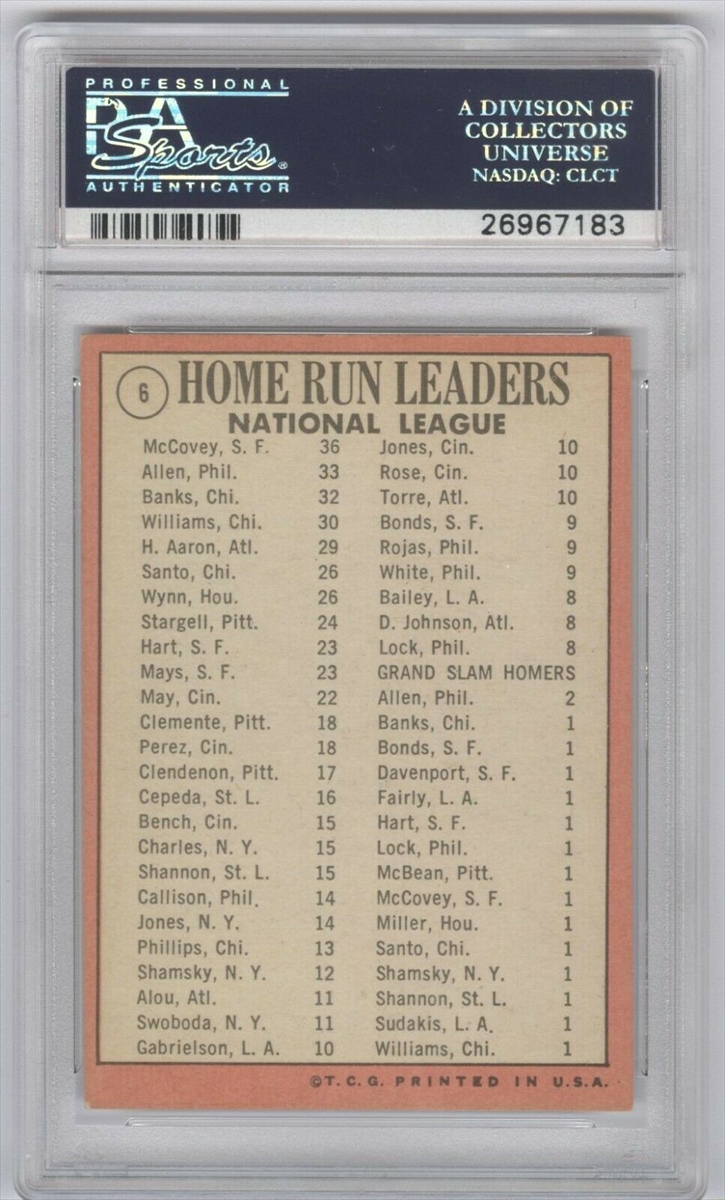 PROFESSIONAL
PSA
Sports®
AUTHENTICATOR
A DIVISION OF
COLLECTORS
UNIVERSE
NASDAQ: CLCT
26967183
6
HOME RUN LEADERS
NATIONAL LEAGUE
McCovey, S. F. 36
Allen, Phil. 33
Banks, Chi. 32
Williams, Chi. 30
H. Aaron, Atl. 29
Santo, Chi. 26
Wynn, Hou. 26
Stargell, Pitt. 24
Hart, S. F. 23
Mays, S. F. 23
May, Cin. 22
Clemente, Pitt. 18
Perez, Cin. 18
Clendenon, Pitt. 17
Cepeda, St. L. 16
Bench, Cin. 15
Charles, N. Y. 15
Shannon, St. L. 15
Callison, Phil. 14
Jones, N. Y. 14
Phillips, Chi. 13
Shamsky, N. Y. 12
Alou, Atl. 11
Swoboda, N. Y. 11
Gabrielson, L. A. 10
Jones, Cin. 10
Rose, Cin. 10
Torre, Atl. 10
Bonds, S. F. 9
Rojas, Phil. 9
White, Phil. 9
Bailey, L. A. 8
D. Johnson, Atl. 8
Lock, Phil. 8
GRAND SLAM HOMERS
Allen, Phil. 2
Banks, Chi. 1
Bonds, S. F. 1
Davenport, S. F. 1
Fairly, L. A. 1
Hart, S. F. 1
Lock, Phil. 1
McBean, Pitt. 1
McCovey, S. F. 1
Miller, Hou. 1
Santo, Chi. 1
Shamsky, N. Y. 1
Shannon, St. L. 1
Sudakis, L. A. 1
Williams, Chi. 1
©T. C. G. PRINTED IN U.S.A.